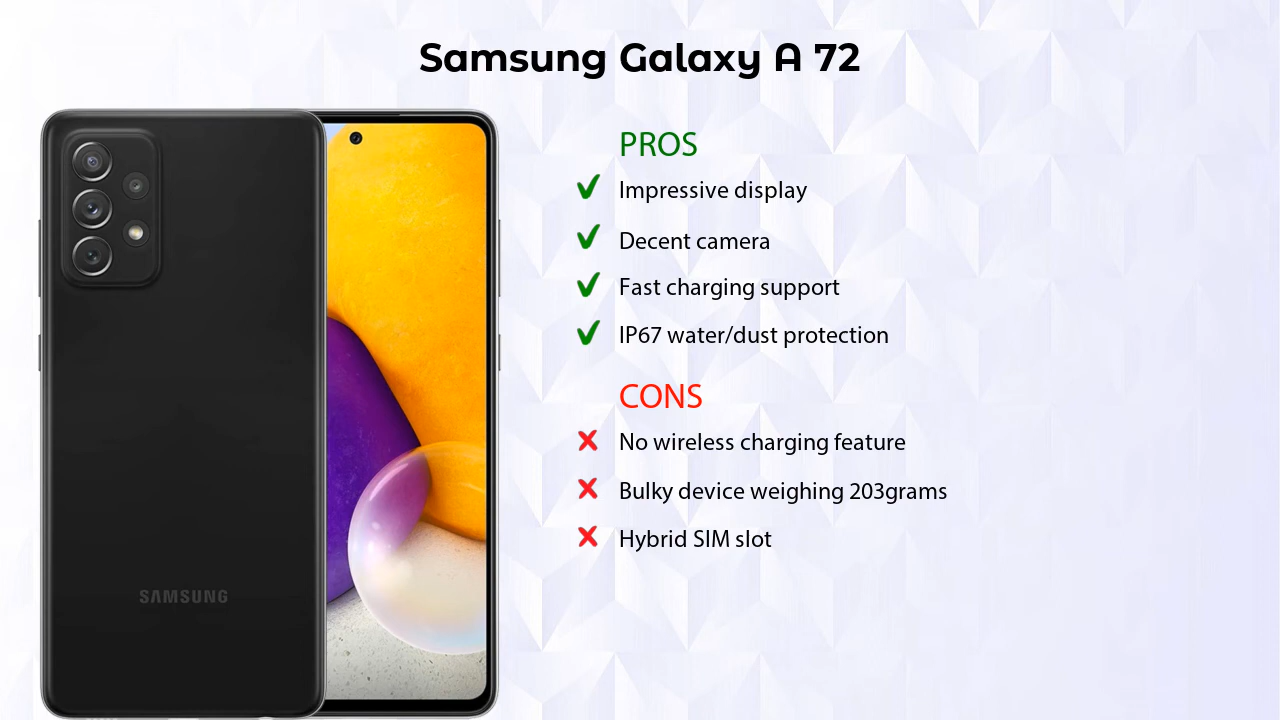 Samsung Galaxy A 72
PROS
Impressive display
Decent camera
Fast charging support
IP67 water/dust protection
CONS
No wireless charging feature
Bulky device weighing 203grams
Hybrid SIM slot
SAMSUNG